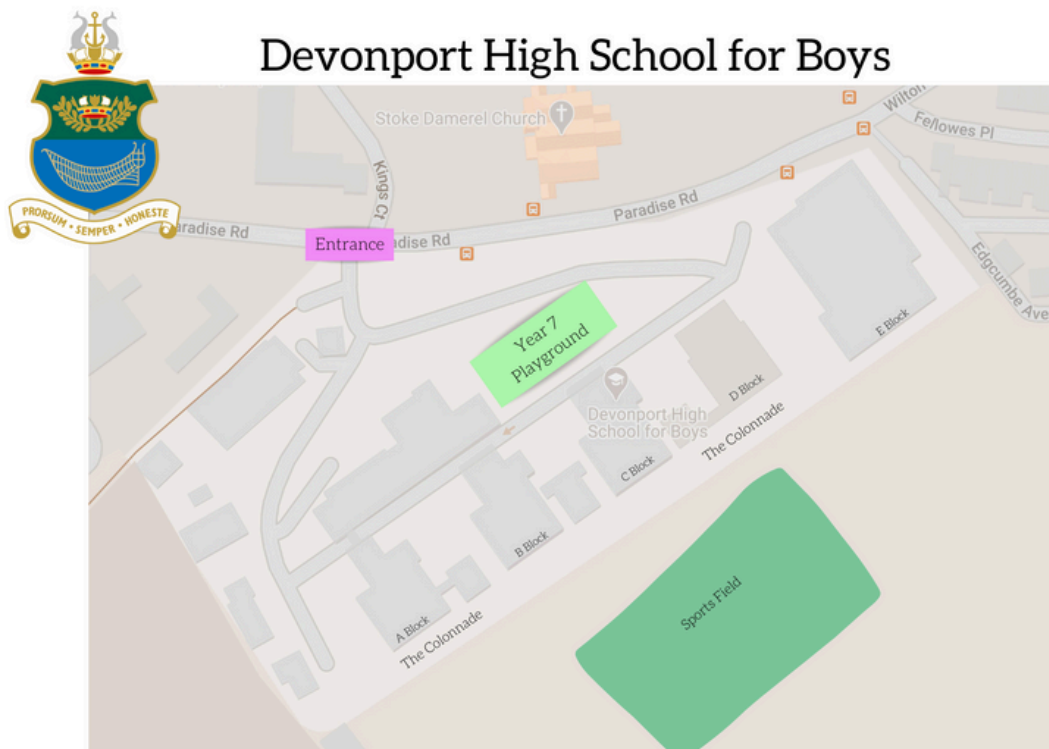 Devonport High School for Boys
PRORSUM • SEMPER • HONESTE
Stoke Damerel Church
Wilton
Fellowes Pl
Kings Ct
Paradise Rd
aradise Rd
Entrance
adise Rd
Edgcumbe Ave
Year 7
Playground
E Block
D Block
Devonport High
School for Boys
The Colonnade
C Block
B Block
Sports Field
A Block
The Colonnade